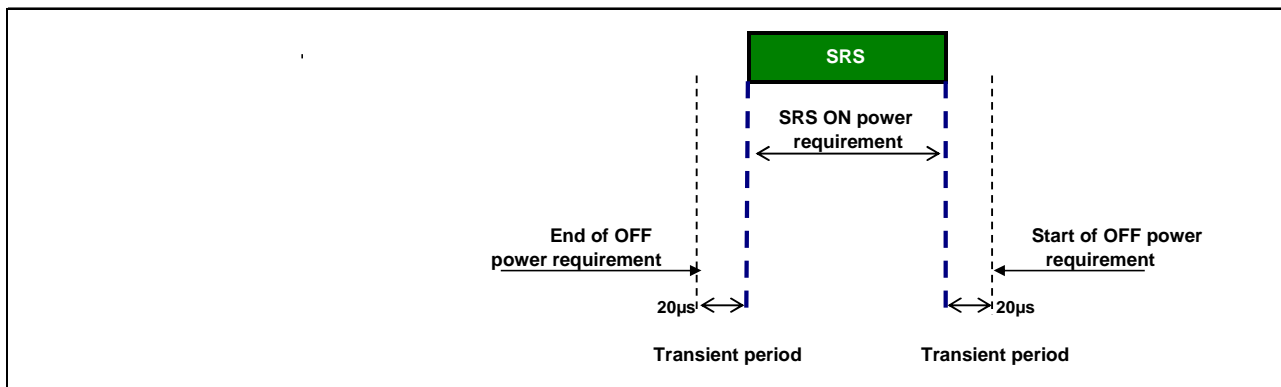 SRS
SRS ON power
requirement
End of OFF
power requirement
Start of OFF power
requirement
20µs
20µs
Transient period
Transient period